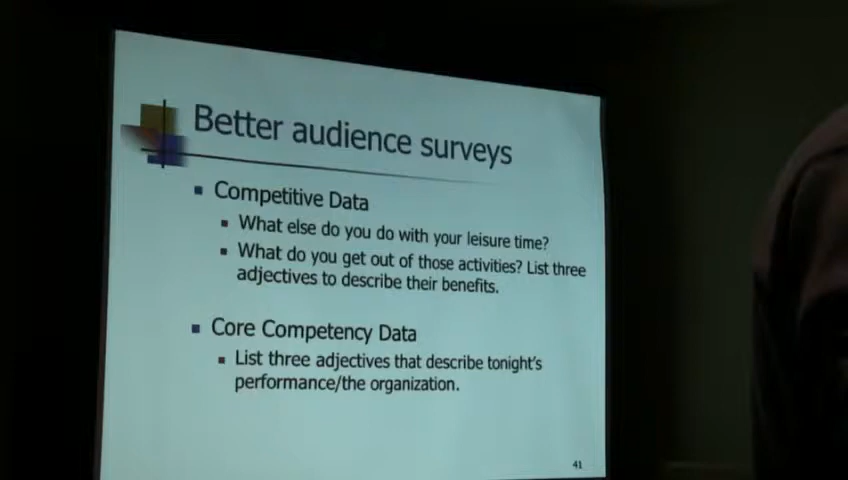 Better audience surveys
Competitive Data
What else do you do with your leisure time?
What do you get out of those activities? List three
adjectives to describe their benefits.
Core Competency Data
List three adjectives that describe tonight's
performance/the organization.
41